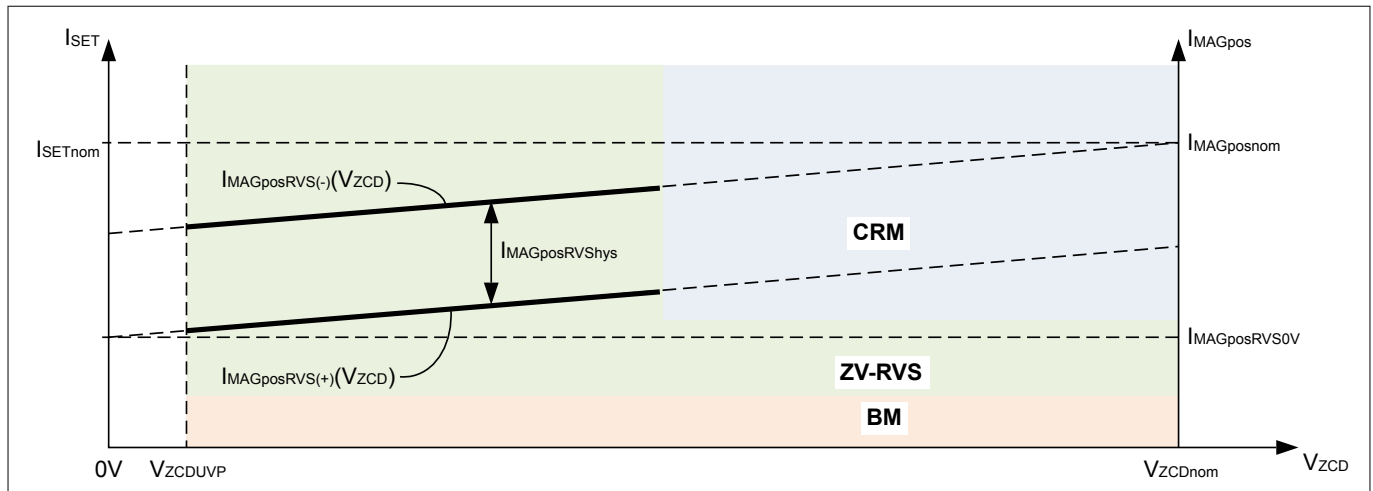 ISET
IMAGpos
ISETnom
IMAGposnom
IMAGposRVS(-)(VZCD)
CRM
IMAGposRVShys
IMAGposRVS0V
IMAGposRVS(+)(VZCD)
ZV-RVS
BM
0V
VZCDUVP
VZCDnom
VZCD